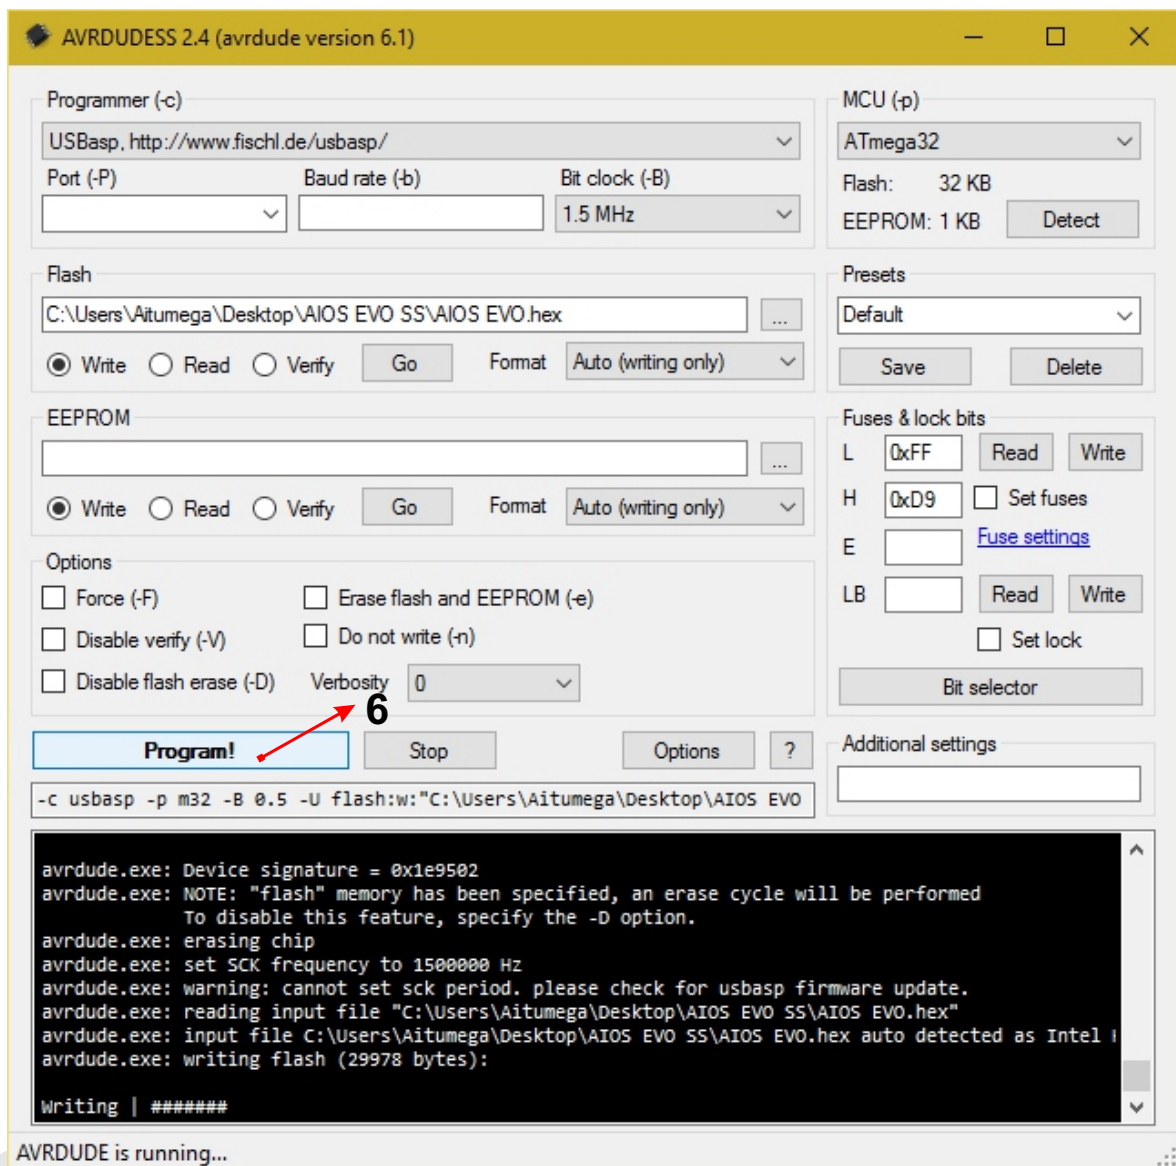 AVRDUDESS 2.4 (avrdude version 6.1)
Programmer (-c)
USBasp, http://www.fischl.de/usbasp/
Port (-P) Baud rate (-b) Bit clock (-B)
1.5 MHz
MCU (-p)
ATmega32
Flash: 32 KB
EEPROM: 1 KB Detect
Flash
C:\Users\Aitumega\Desktop\AIOS EVO SS\AIOS EVO.hex ...
Write Read Verify Go Format Auto (writing only)
Presets
Default
Save Delete
EEPROM
...
Write Read Verify Go Format Auto (writing only)
Fuses & lock bits
L 0xFF Read Write
H 0xD9 Set fuses
E Fuse settings
LB Read Write
Set lock
Bit selector
Options
Force (-F) Erase flash and EEPROM (-e)
Disable verify (-V) Do not write (-n)
Disable flash erase (-D) Verbosity 0
6
Program! Stop Options ?
Additional settings
-c usbasp -p m32 -B 0.5 -U flash:w:"C:\Users\Aitumega\Desktop\AIOS EVO
avrdude.exe: Device signature = 0x1e9502
avrdude.exe: NOTE: "flash" memory has been specified, an erase cycle will be performed
To disable this feature, specify the -D option.
avrdude.exe: erasing chip
avrdude.exe: set SCK frequency to 1500000 Hz
avrdude.exe: warning: cannot set sck period. please check for usbasp firmware update.
avrdude.exe: reading input file "C:\Users\Aitumega\Desktop\AIOS EVO SS\AIOS EVO.hex"
avrdude.exe: input file C:\Users\Aitumega\Desktop\AIOS EVO SS\AIOS EVO.hex auto detected as Intel
avrdude.exe: writing flash (29978 bytes):
Writing | #######
AVRDUDE is running...